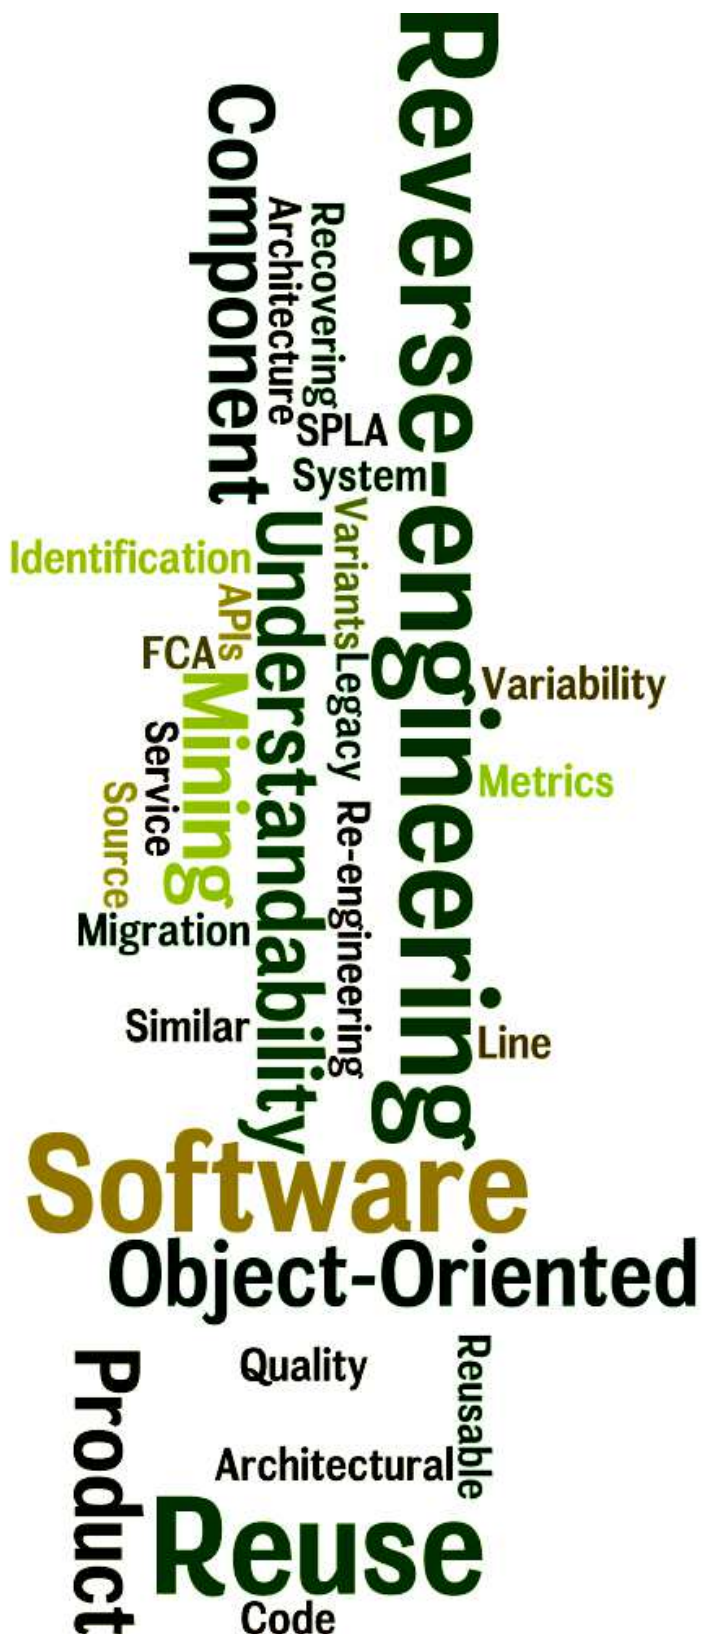 Reverse-engineering
Component
Recovering
Architecture
SPLA
System
Variants
Understandability
Identification
APIs
FCA
Legacy
Variability
Mining
Service
Metrics
Source
Re-engineering
Migration
Similar
Line
Software
Object-Oriented
Reusable
Quality
Product
Architectural
Reuse
Code